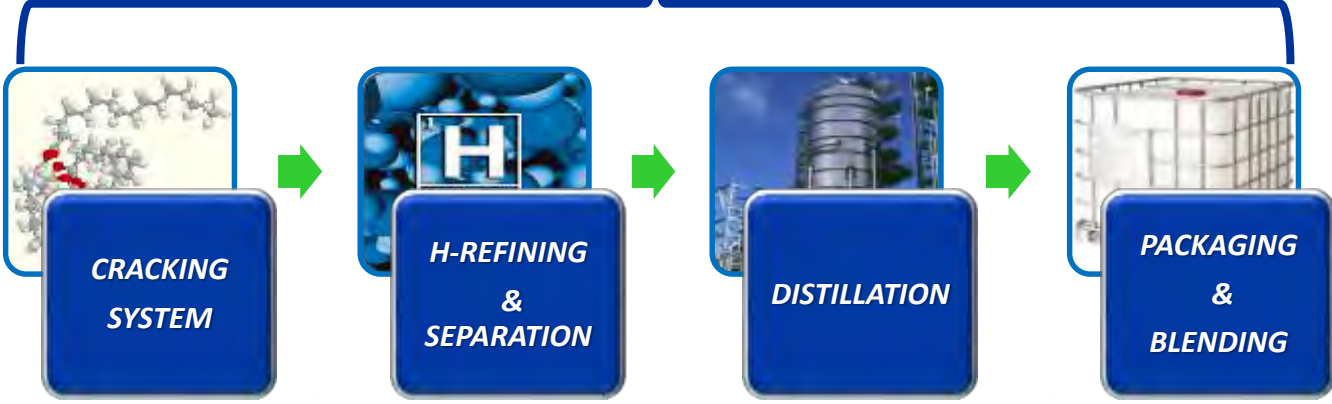 H
CRACKING
SYSTEM
H-REFINING
&
SEPARATION
DISTILLATION
PACKAGING
&
BLENDING